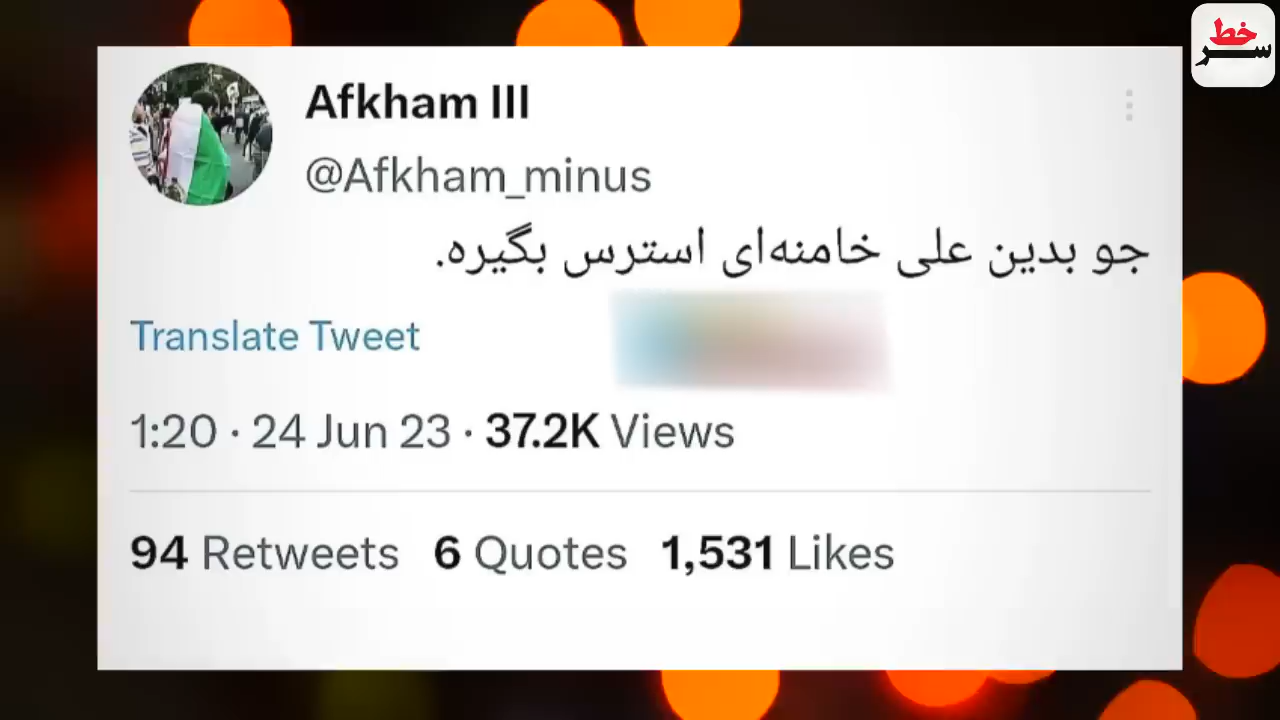 خط
سر
Afkham III
@Afkham_minus
جو بدین علی خامنه‌ای استرس بگیره.
Translate Tweet
1:20 · 24 Jun 23 · 37.2K Views
94 Retweets 6 Quotes 1,531 Likes